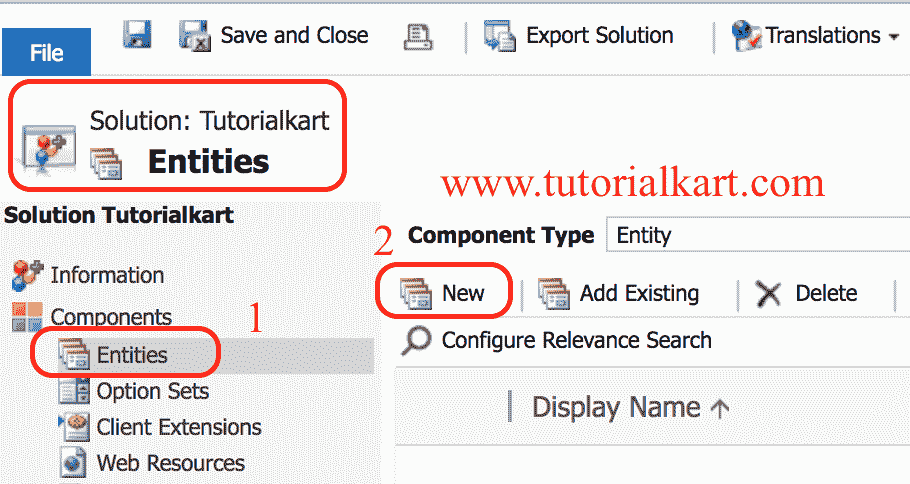 File Save and Close Export Solution Translations
Solution: Tutorialkart
Entities
www.tutorialkart.com
Solution Tutorialkart
2 Component Type Entity
Information
New Add Existing Delete
Components 1
Configure Relevance Search
Entities
Option Sets
Display Name
Client Extensions
Web Resources